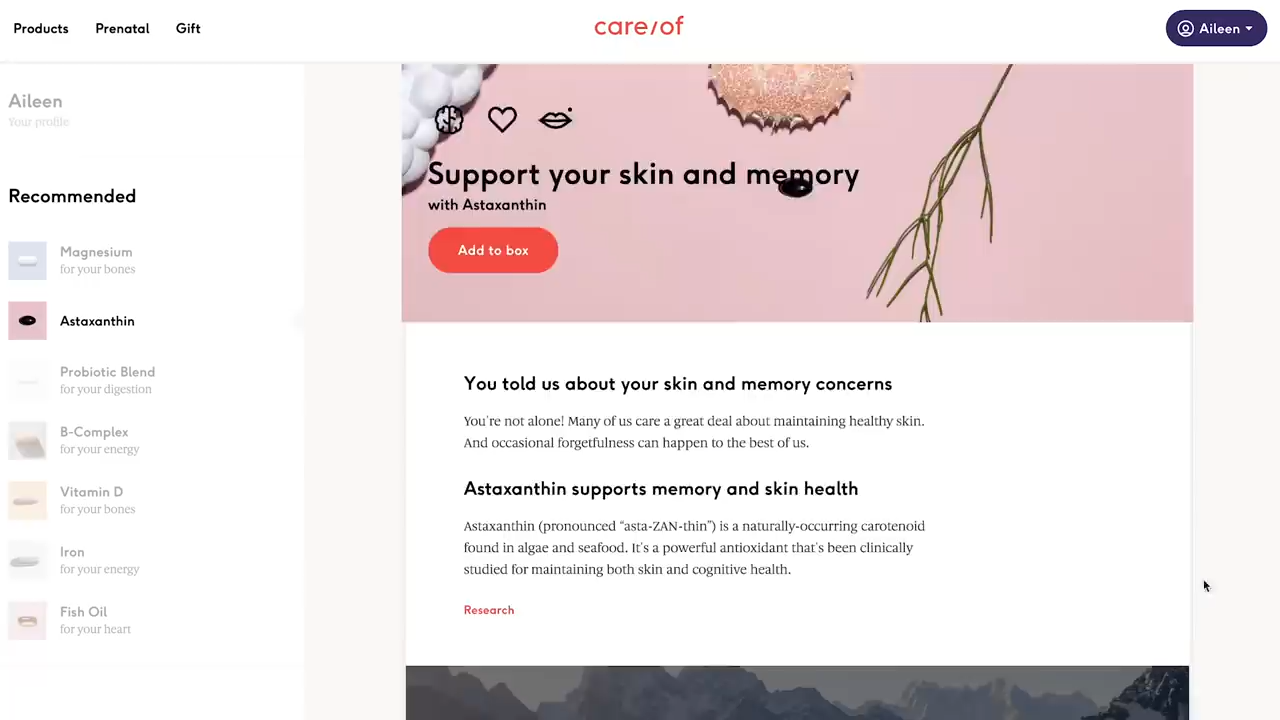 Products Prenatal Gift
care/of
Aileen
Aileen
Your profile
Recommended
Magnesium
for your bones
Astaxanthin
Probiotic Blend
for your digestion
B-Complex
for your energy
Vitamin D
for your bones
Iron
for your energy
Fish Oil
for your heart
Support your skin and memory
with Astaxanthin
Add to box
You told us about your skin and memory concerns
You're not alone! Many of us care a great deal about maintaining healthy skin.
And occasional forgetfulness can happen to the best of us.
Astaxanthin supports memory and skin health
Astaxanthin (pronounced “asta-ZAN-thin”) is a naturally-occurring carotenoid
found in algae and seafood. It's a powerful antioxidant that's been clinically
studied for maintaining both skin and cognitive health.
Research